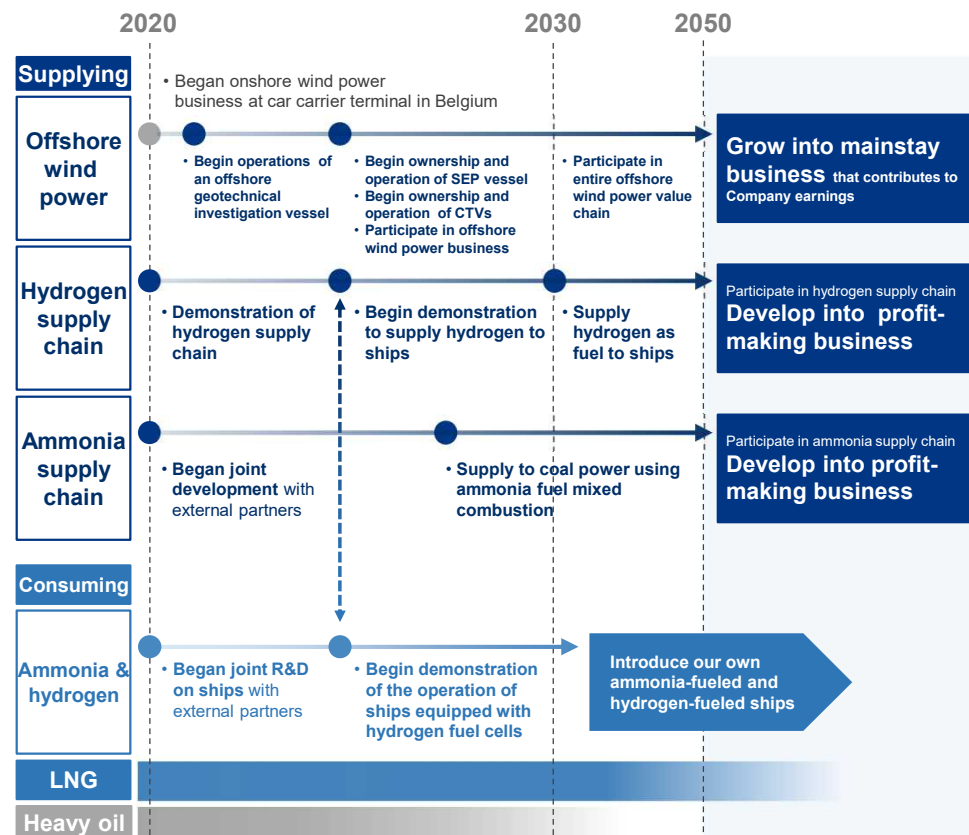 2020
2030
2050
Supplying
Offshore
wind
power
• Began onshore wind power
business at car carrier terminal in Belgium
• Begin operations of
an offshore
geotechnical
investigation vessel
• Begin ownership and
operation of SEP vessel
• Begin ownership and
operation of CTVs
• Participate in offshore
wind power business
• Participate in
entire offshore
wind power value
chain
Grow into mainstay
business that contributes to
Company earnings
Hydrogen
supply
chain
• Demonstration of
hydrogen supply
chain
• Begin demonstration
to supply hydrogen to
ships
• Supply
hydrogen as
fuel to ships
Participate in hydrogen supply chain
Develop into profit-
making business
Ammonia
supply
chain
• Began joint
development with
external partners
• Supply to coal power using
ammonia fuel mixed
combustion
Participate in ammonia supply chain
Develop into profit-
making business
Consuming
Ammonia &
hydrogen
• Began joint R&D
on ships with
external partners
• Begin demonstration
of the operation of
ships equipped with
hydrogen fuel cells
Introduce our own
ammonia-fueled and
hydrogen-fueled ships
LNG
Heavy oil